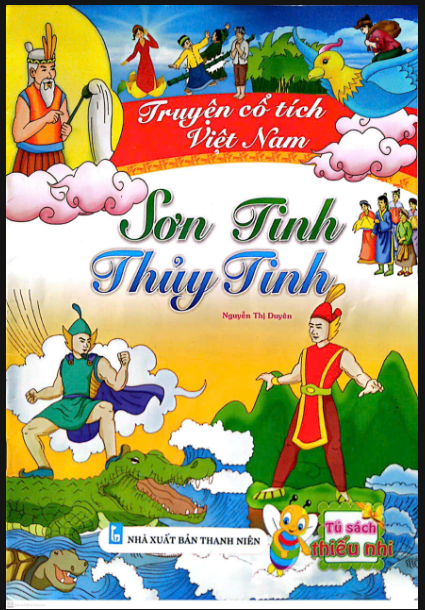 Truyện cổ tích
Việt Nam
Sơn Tinh
Thủy Tinh
Nguyễn Thị Duyên
NHÀ XUẤT BẢN THANH NIÊN
Tủ sách
thiếu nhi